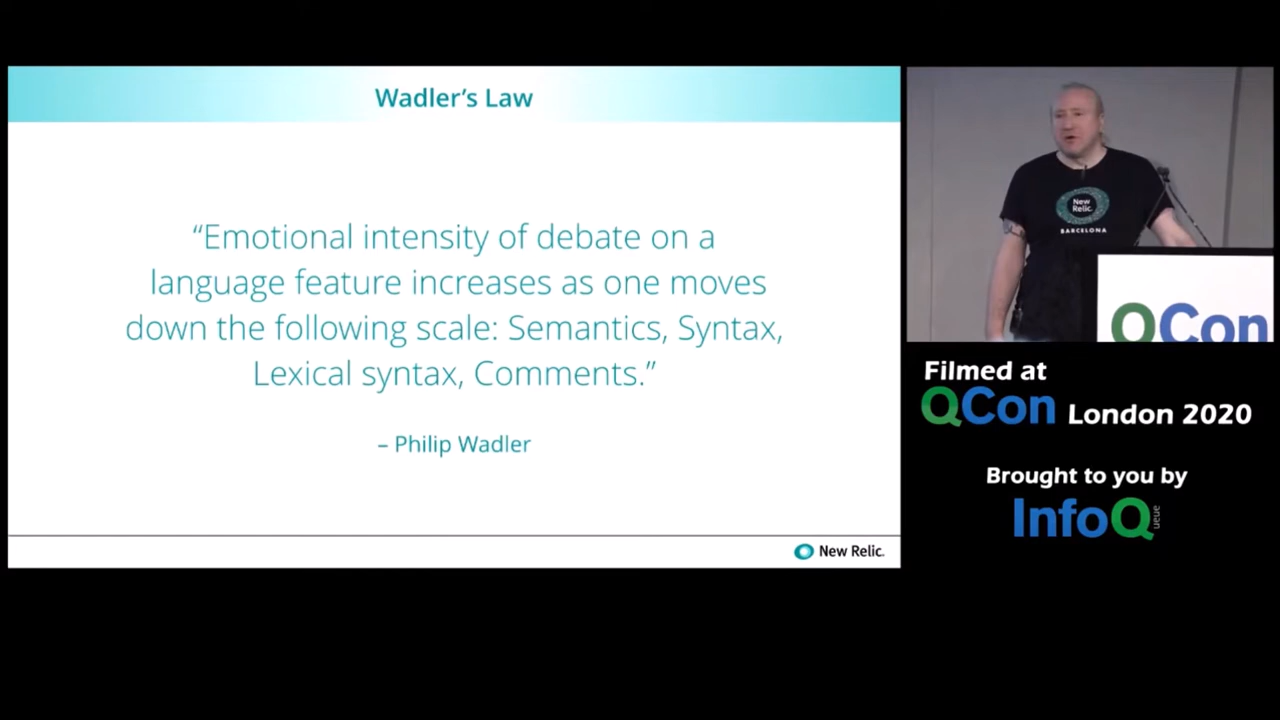 Wadler's Law
“Emotional intensity of debate on a
language feature increases as one moves
down the following scale: Semantics, Syntax,
Lexical syntax, Comments.”
– Philip Wadler
New Relic.
New
Relic.
BARCELONA
QCon
Filmed at
QCon London 2020
Brought to you by
InfoQueue